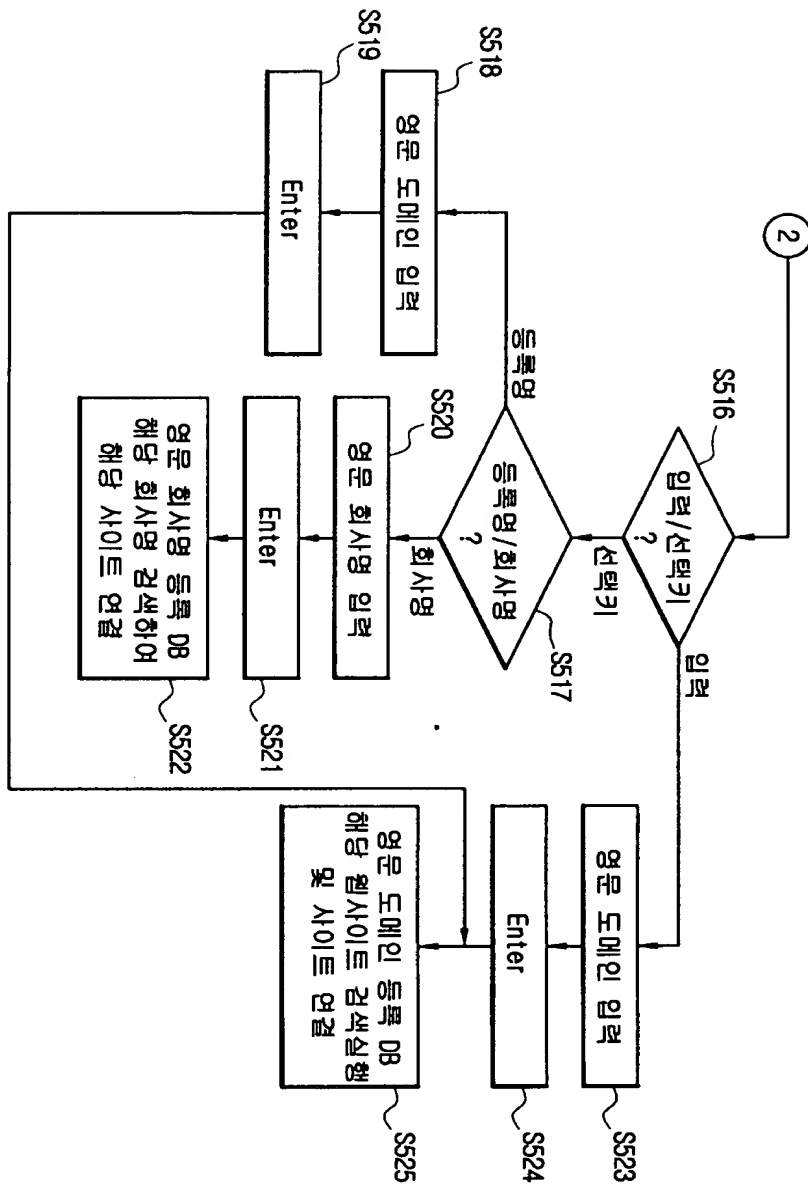 2
S516
입력/선택키
?
입력
선택키
S517
등록명/회사명
?
등록명
회사명
S518
영문 도메인 입력
S519
Enter
S520
영문 회사명 입력
S521
Enter
영문 회사명 등록 DB
해당 회사명 검색하여
해당 사이트 연결
S522
영문 도메인 입력
S523
Enter
S524
영문 도메인 등록 DB
해당 웹사이트 검색실행
및 사이트 연결
S525